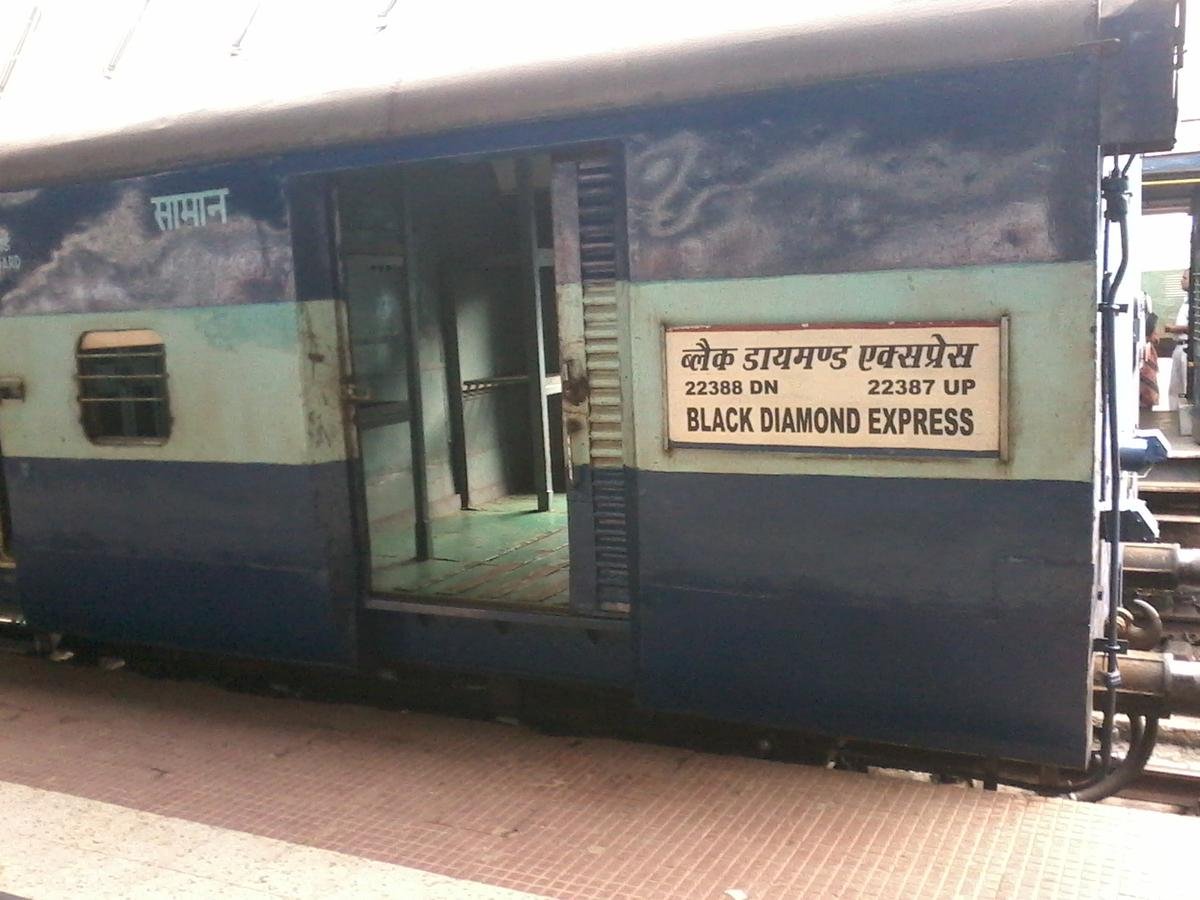 सामान
ब्लैक डायमण्ड एक्सप्रेस
22388 DN 22387 UP
BLACK DIAMOND EXPRESS